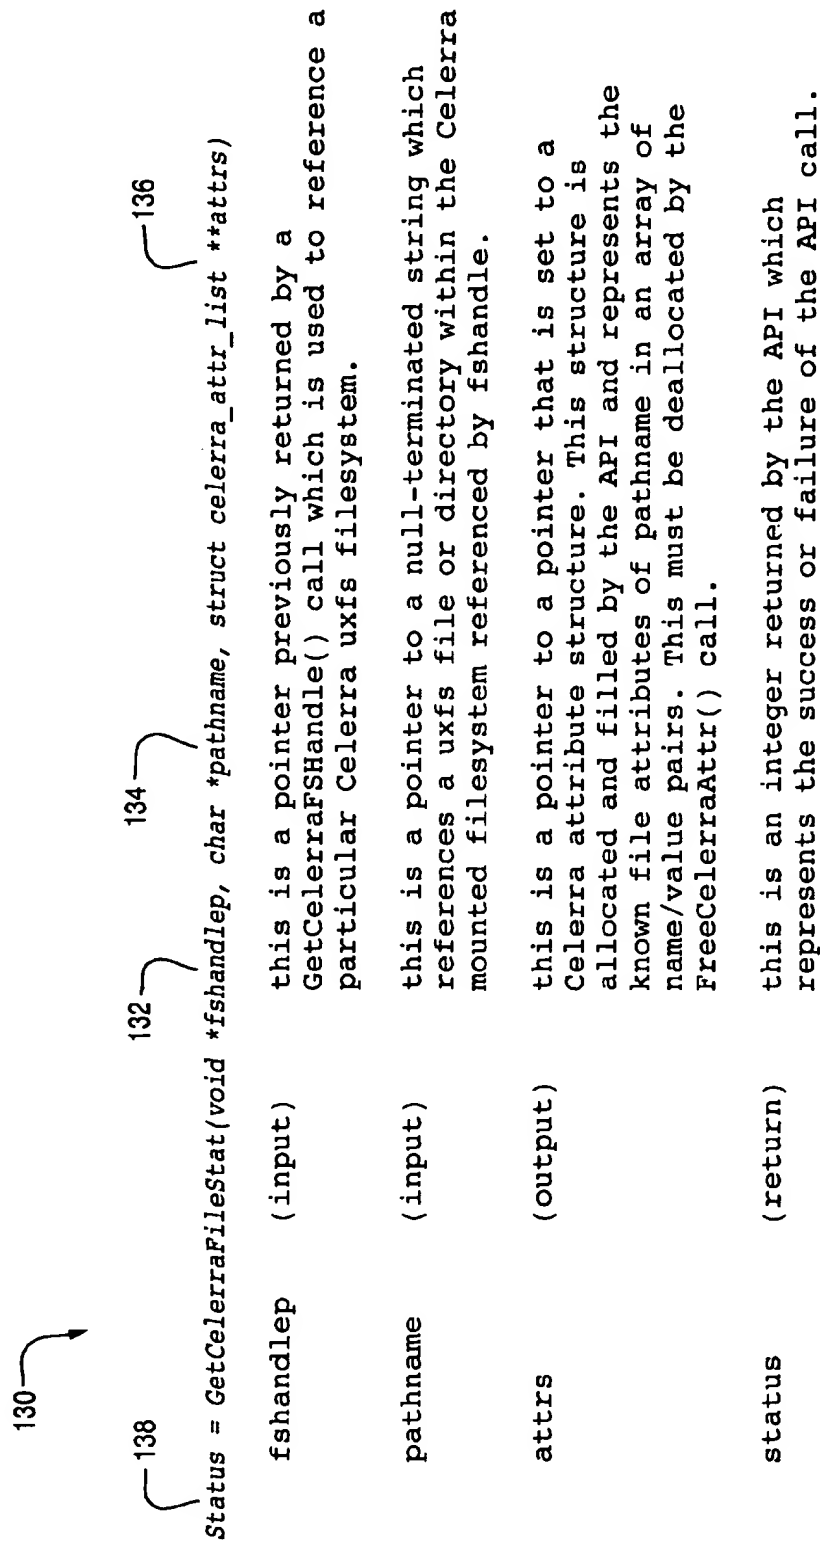 130
138
132
134
136
Status = GetCelerraFileStat(void *fshandlep, char *pathname, struct celerra_attr_list **attrs)
fshandlep (input) this is a pointer previously returned by a
GetCelerraFSHandle() call which is used to reference a
particular Celerra uxfs filesystem.
pathname (input) this is a pointer to a null-terminated string which
references a uxfs file or directory within the Celerra
mounted filesystem referenced by fshandle.
attrs (output) this is a pointer to a pointer that is set to a
Celerra attribute structure. This structure is
allocated and filled by the API and represents the
known file attributes of pathname in an array of
name/value pairs. This must be deallocated by the
FreeCelerraAttr() call.
status (return) this is an integer returned by the API which
represents the success or failure of the API call.